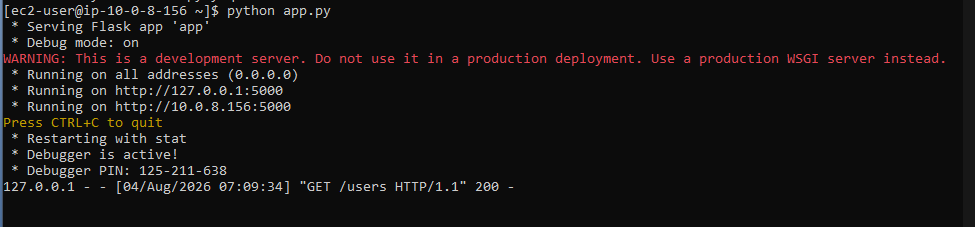 [ec2-user@ip-10-0-8-156 ~]$ python app.py
 * Serving Flask app 'app'
 * Debug mode: on
WARNING: This is a development server. Do not use it in a production deployment. Use a production WSGI server instead.
 * Running on all addresses (0.0.0.0)
 * Running on http://127.0.0.1:5000
 * Running on http://10.0.8.156:5000
Press CTRL+C to quit
 * Restarting with stat
 * Debugger is active!
 * Debugger PIN: 125-211-638
127.0.0.1 - - [04/Aug/2026 07:09:34] "GET /users HTTP/1.1" 200 -